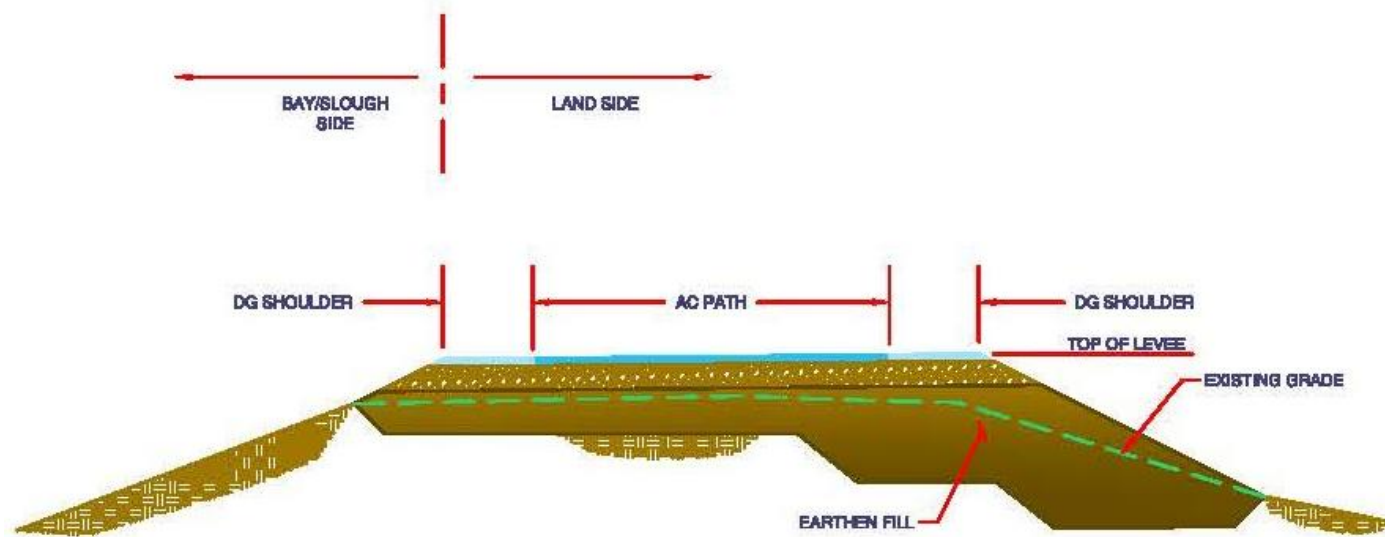 BAY/SLOUGH
SIDE
LAND SIDE
DG SHOULDER
AC PATH
DG SHOULDER
TOP OF LEVEE
EXISTING GRADE
EARTHEN FILL